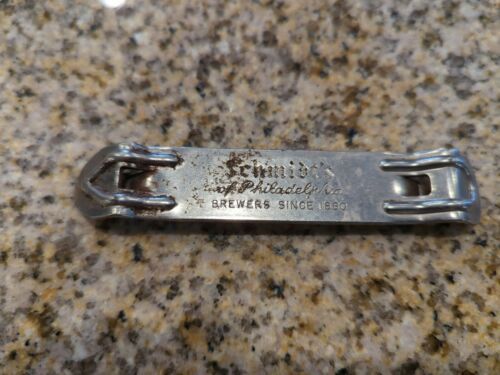 Schmidt's
of Philadelphia
BREWERS SINCE 1860